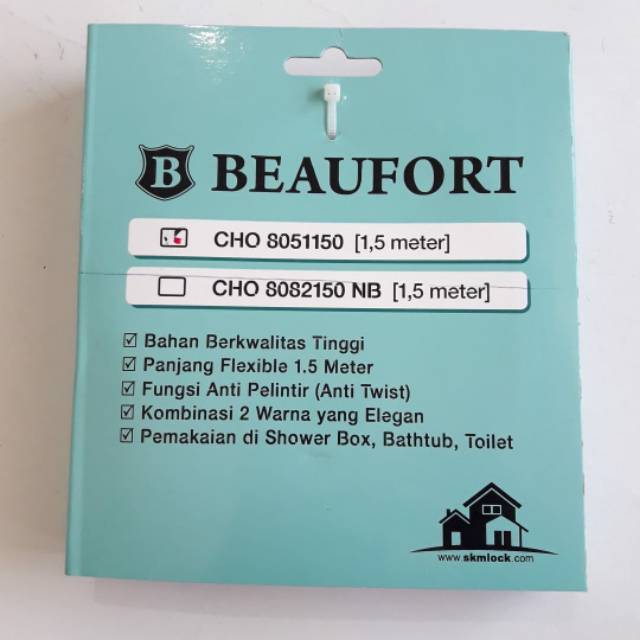 B BEAUFORT
CHO 8051150 [1,5 meter]
CHO 8082150 NB [1,5 meter]
☑ Bahan Berkwalitas Tinggi
☑ Panjang Flexible 1.5 Meter
☑ Fungsi Anti Pelintir (Anti Twist)
☑ Kombinasi 2 Warna yang Elegan
☑ Pemakaian di Shower Box, Bathtub, Toilet
www.skmlock.com